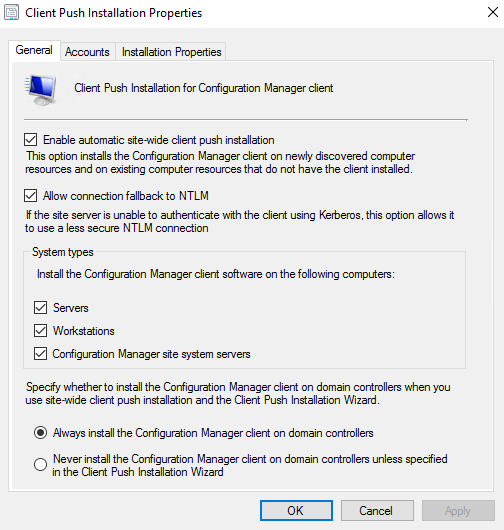 Client Push Installation Properties
General
Accounts
Installation Properties
Client Push Installation for Configuration Manager client
Enable automatic site-wide client push installation
This option installs the Configuration Manager client on newly discovered computer
resources and on existing computer resources that do not have the client installed.
Allow connection fallback to NTLM
If the site server is unable to authenticate with the client using Kerberos, this option allows it
to use a less secure NTLM connection
System types
Install the Configuration Manager client software on the following computers:
Servers
Workstations
Configuration Manager site system servers
Specify whether to install the Configuration Manager client on domain controllers when you
use site-wide client push installation and the Client Push Installation Wizard.
Always install the Configuration Manager client on domain controllers
Never install the Configuration Manager client on domain controllers unless specified
in the Client Push Installation Wizard
OK
Cancel
Apply